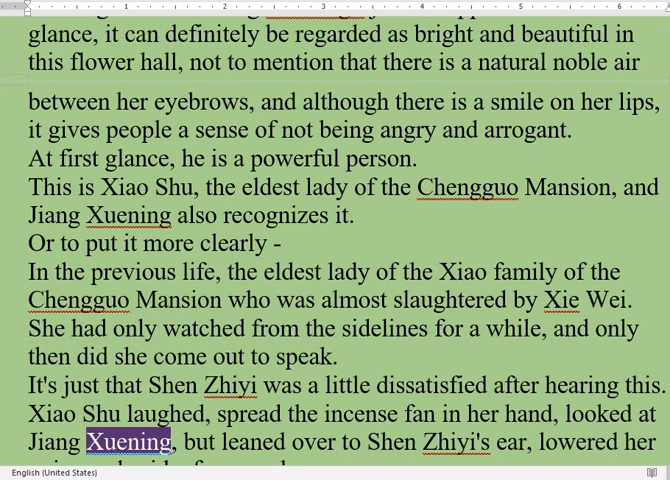 1 2 3 4 5 6
glance, it can definitely be regarded as bright and beautiful in
this flower hall, not to mention that there is a natural noble air
between her eyebrows, and although there is a smile on her lips,
it gives people a sense of not being angry and arrogant.
At first glance, he is a powerful person.
This is Xiao Shu, the eldest lady of the Chengguo Mansion, and
Jiang Xuening also recognizes it.
Or to put it more clearly -
In the previous life, the eldest lady of the Xiao family of the
Chengguo Mansion who was almost slaughtered by Xie Wei.
She had only watched from the sidelines for a while, and only
then did she come out to speak.
It's just that Shen Zhiyi was a little dissatisfied after hearing this.
Xiao Shu laughed, spread the incense fan in her hand, looked at
Jiang Xuening, but leaned over to Shen Zhiyi's ear, lowered her
English (United States)